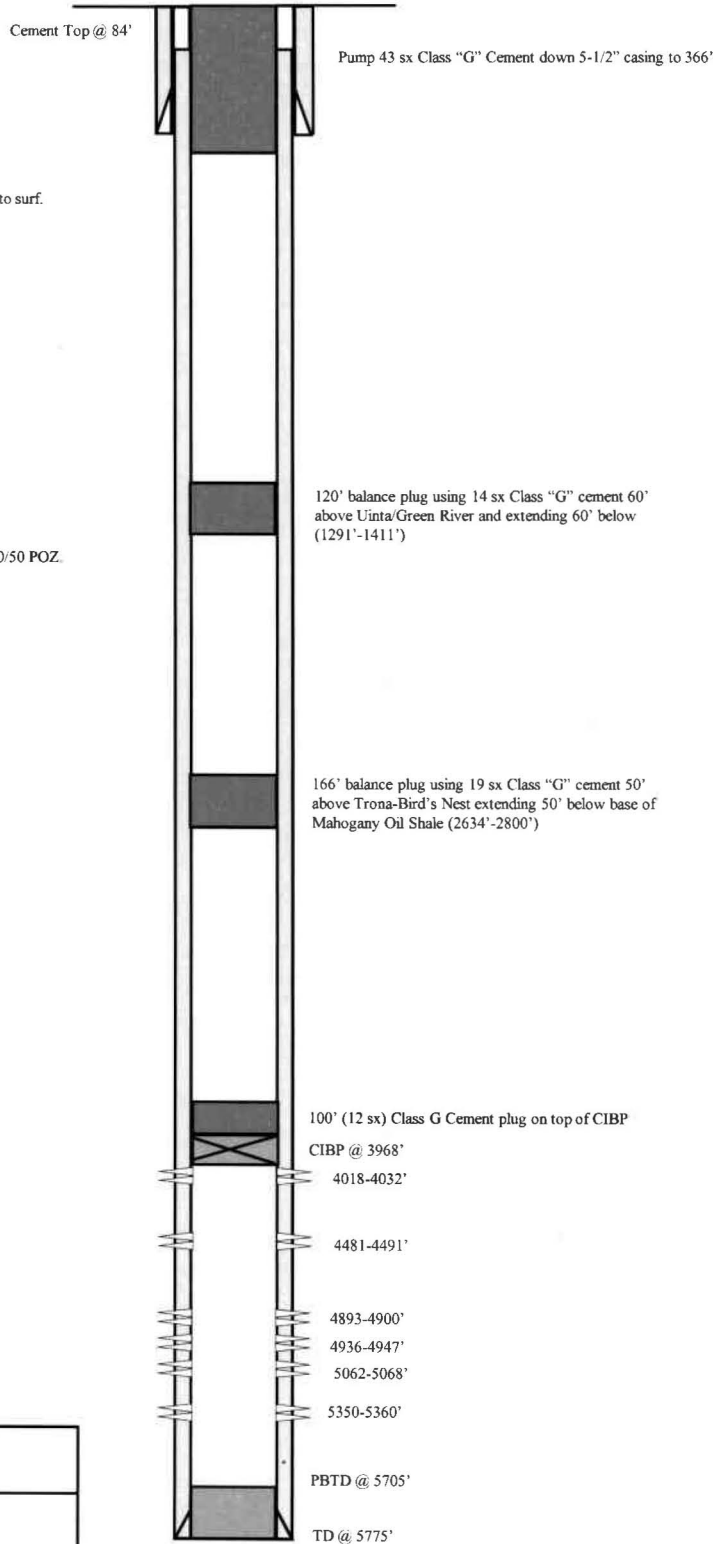 Cement Top @ 84’
Pump 43 sx Class “G” Cement down 5-1/2” casing to 366’
to surf.
120’ balance plug using 14 sx Class “G” cement 60’
above Uinta/Green River and extending 60’ below
(1291’-1411’)
0/50 POZ.
166’ balance plug using 19 sx Class “G” cement 50’
above Trona-Bird’s Nest extending 50’ below base of
Mahogany Oil Shale (2634’-2800’)
100’ (12 sx) Class G Cement plug on top of CIBP
CIBP @ 3968’
4018-4032’
4481-4491’
4893-4900’
4936-4947’
5062-5068’
5350-5360’
PBTD @ 5705’
TD @ 5775’